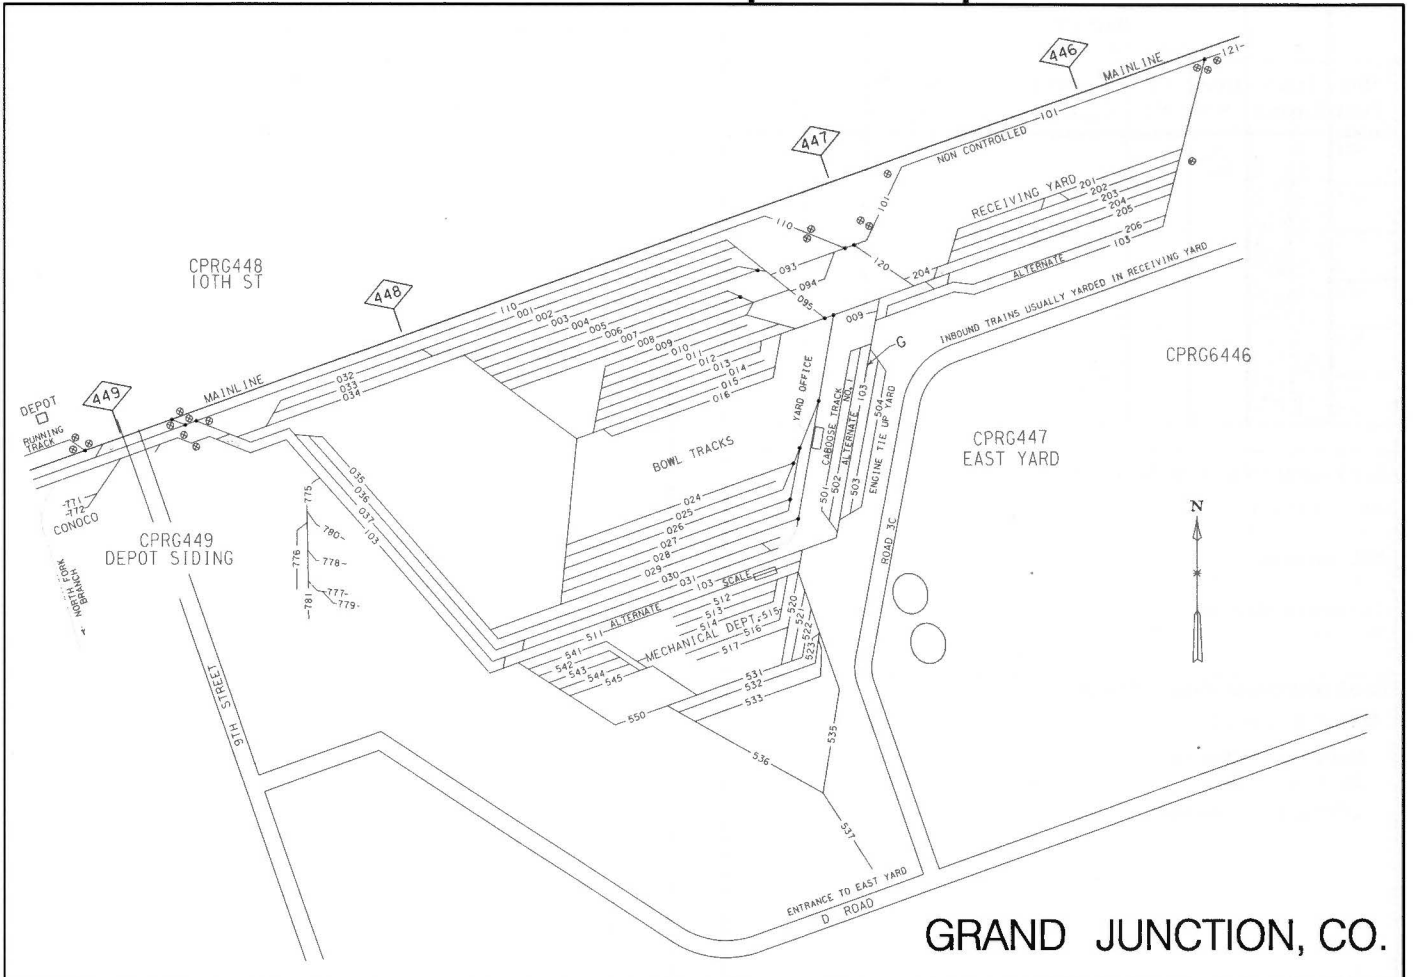 446
MAINLINE
-121-
101
NON CONTROLLED
447
RECEIVING YARD
201
202
203
204
205
206
103
ALTERNATE
204
101
110
120
093
094
095
009
INBOUND TRAINS USUALLY YARDED IN RECEIVING YARD
CPRG6446
CPRG448
10TH ST
448
110
001
002
003
004
005
006
007
008
009
010
011
012
013
014
015
016
MAINLINE
032
033
034
449
DEPOT
RUNNING
TRACK
-771
-772
CONOCO
NORTH FORK
BRANCH
CPRG449
DEPOT SIDING
775
776
780-
778-
-777-
-779-
-781
035
036
037
103
BOWL TRACKS
YARD OFFICE
501
CABOOSE TRACK
502
ALTERNATE NO. 1
103
503
504
ENGINE TIE UP YARD
G
CPRG447
EAST YARD
ROAD 3C
N
024
025
026
027
028
029
030
031
103
SCALE
ALTERNATE
511
512
513
514
515
516
517
MECHANICAL DEPT.
520
521
522
523
541
542
543
544
545
550
531
532
533
535
536
537
9TH STREET
ENTRANCE TO EAST YARD
D ROAD
GRAND JUNCTION, CO.